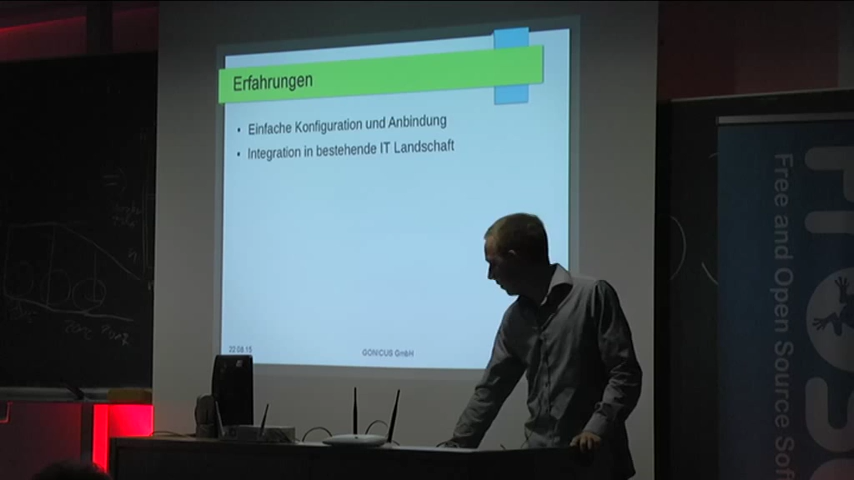 Erfahrungen
• Einfache Konfiguration und Anbindung
• Integration in bestehende IT Landschaft
22.08.15
GONICUS GmbH
Free and Open Source Sof
FrOSC